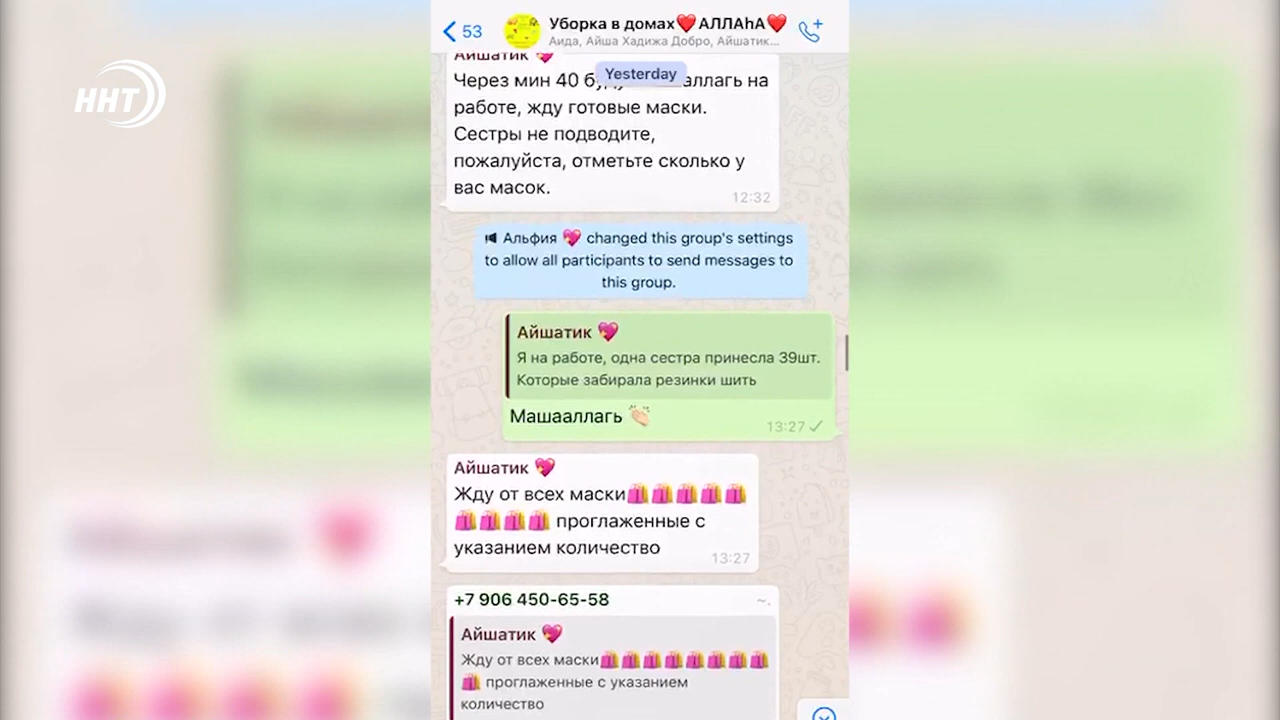 ННТ
53
Уборка в домах❤️АЛЛАhА❤️
Аида, Айша Хадижа Добро, Айшатик...
Айшатик 💖
Yesterday
Через мин 40 аллагь на
работе, жду готовые маски.
Сестры не подводите,
пожалуйста, отметьте сколько у
вас масок.
12:32
Альфия 💖 changed this group's settings
to allow all participants to send messages to
this group.
Айшатик 💖
Я на работе, одна сестра принесла 39шт.
Которые забирала резинки шить
Машааллагь 👏🏻
13:27
Айшатик 💖
Жду от всех маски🛍️🛍️🛍️🛍️🛍️
🛍️🛍️🛍️🛍️ проглаженные с
указанием количество
13:27
+7 906 450-65-58
~.
Айшатик 💖
Жду от всех маски🛍️🛍️🛍️🛍️🛍️🛍️🛍️🛍️
🛍️ проглаженные с указанием
количество